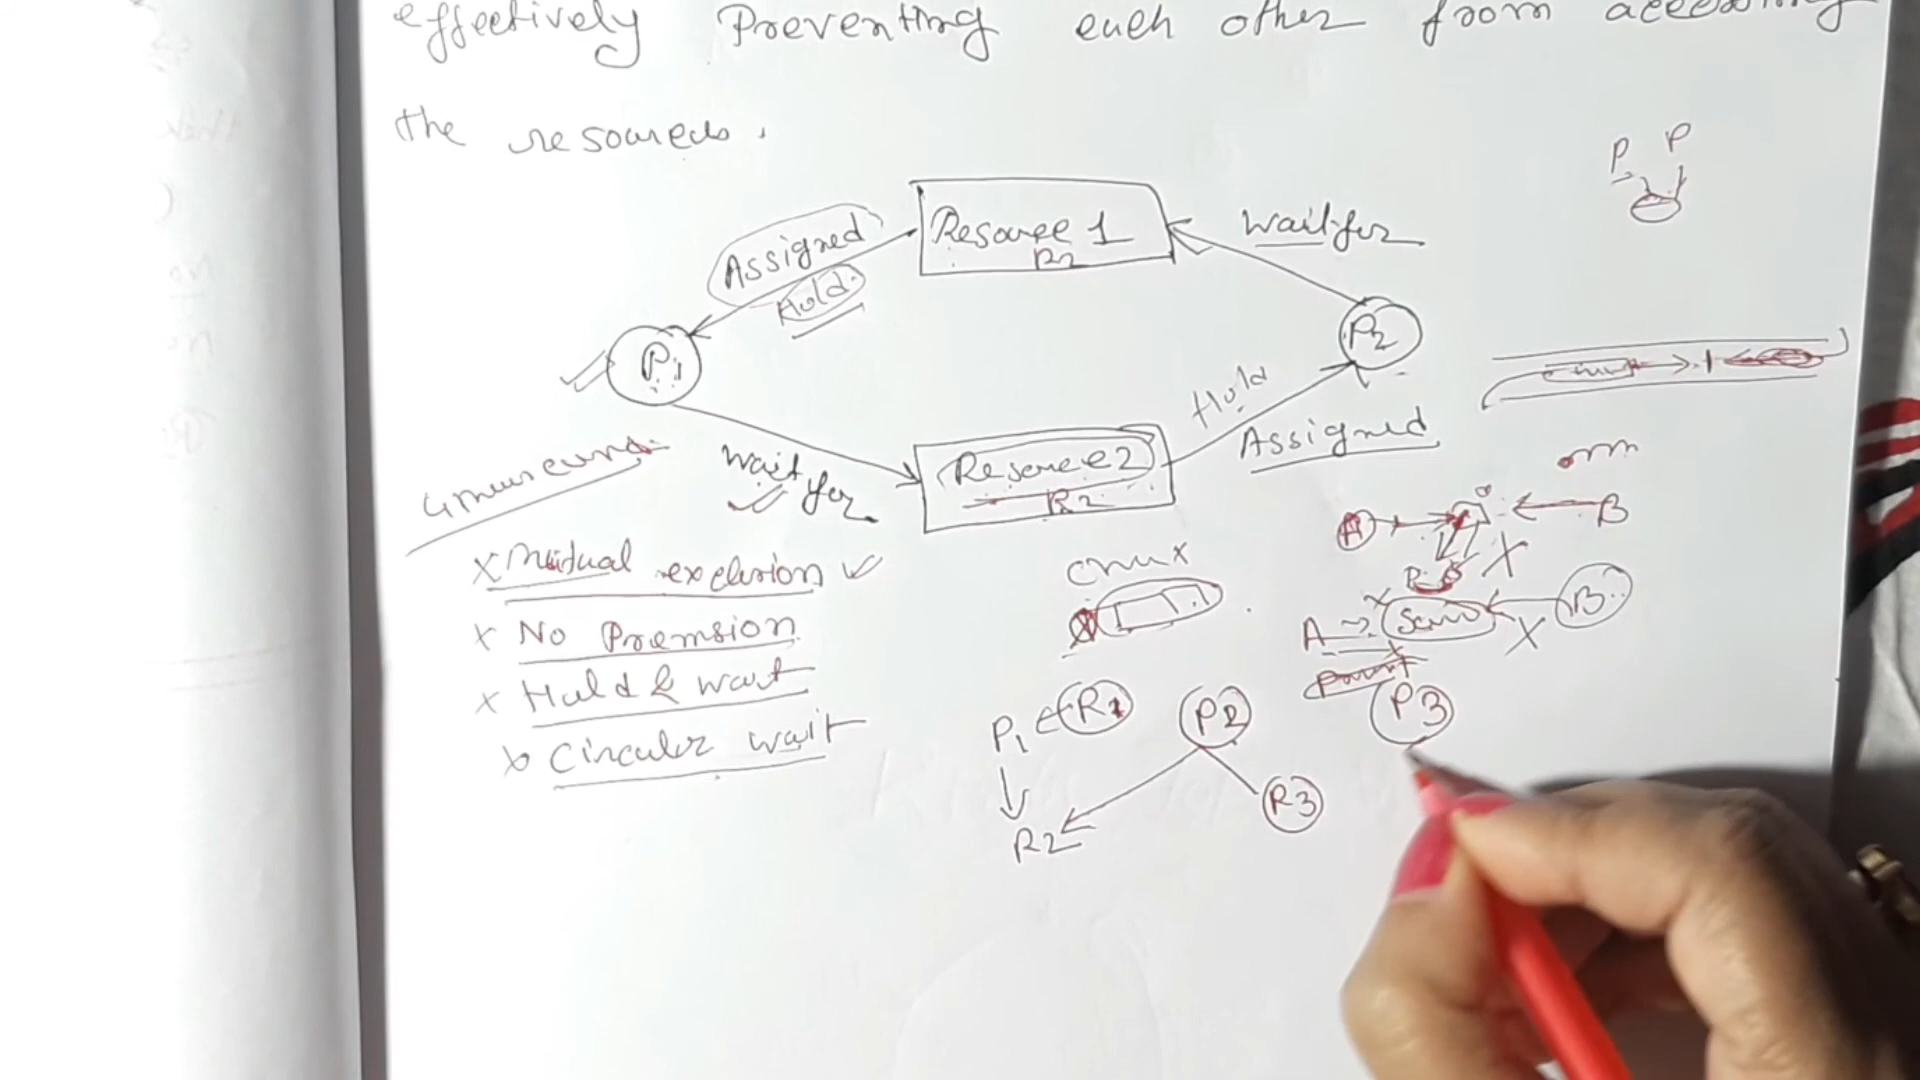 effectively Preventing each other from accessing
the resources.
P P
Resource 1
R1
Assigned
Hold
Wait for
P1
P2
Hold
Assigned
Wait for
Resource 2
R2
Mutual exclusion
No Preemsion
Hold & wait
Circular wait
A
B
R
A
B
P1
R1
P2
P3
R2
R3